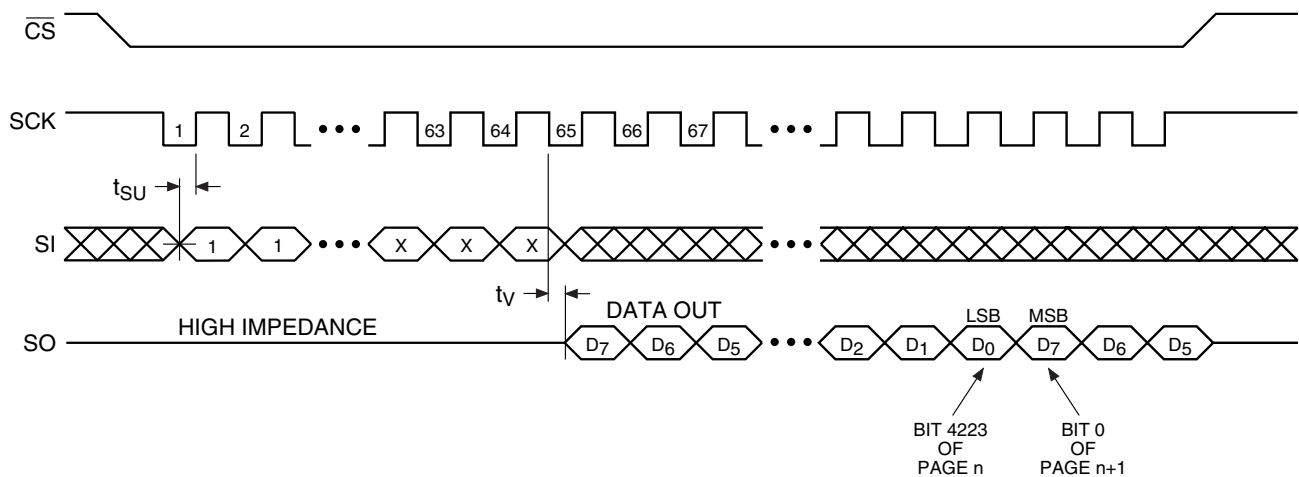 CS
SCK 1 2 ••• 63 64 65 66 67 •••
tSU
SI 1 1 ••• X X X •••
tV
HIGH IMPEDANCE DATA OUT LSB MSB
SO D7 D6 D5 ••• D2 D1 D0 D7 D6 D5
BIT 4223 BIT 0
OF OF
PAGE n PAGE n+1